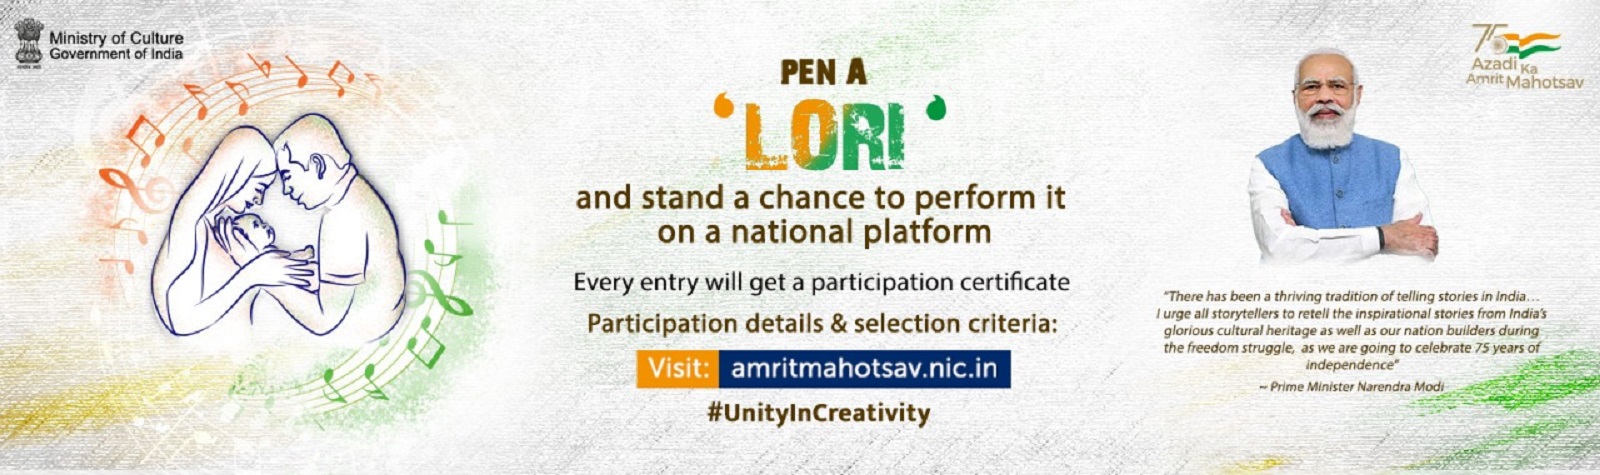 Ministry of Culture
Government of India
PEN A
‘LORI’
and stand a chance to perform it
on a national platform
Every entry will get a participation certificate
Participation details & selection criteria:
Visit: amritmahotsav.nic.in
#UnityInCreativity
75
Azadi Ka
Amrit Mahotsav
"There has been a thriving tradition of telling stories in India...
I urge all storytellers to retell the inspirational stories from India's
glorious cultural heritage as well as our nation builders during
the freedom struggle, as we are going to celebrate 75 years of
independence"
~ Prime Minister Narendra Modi